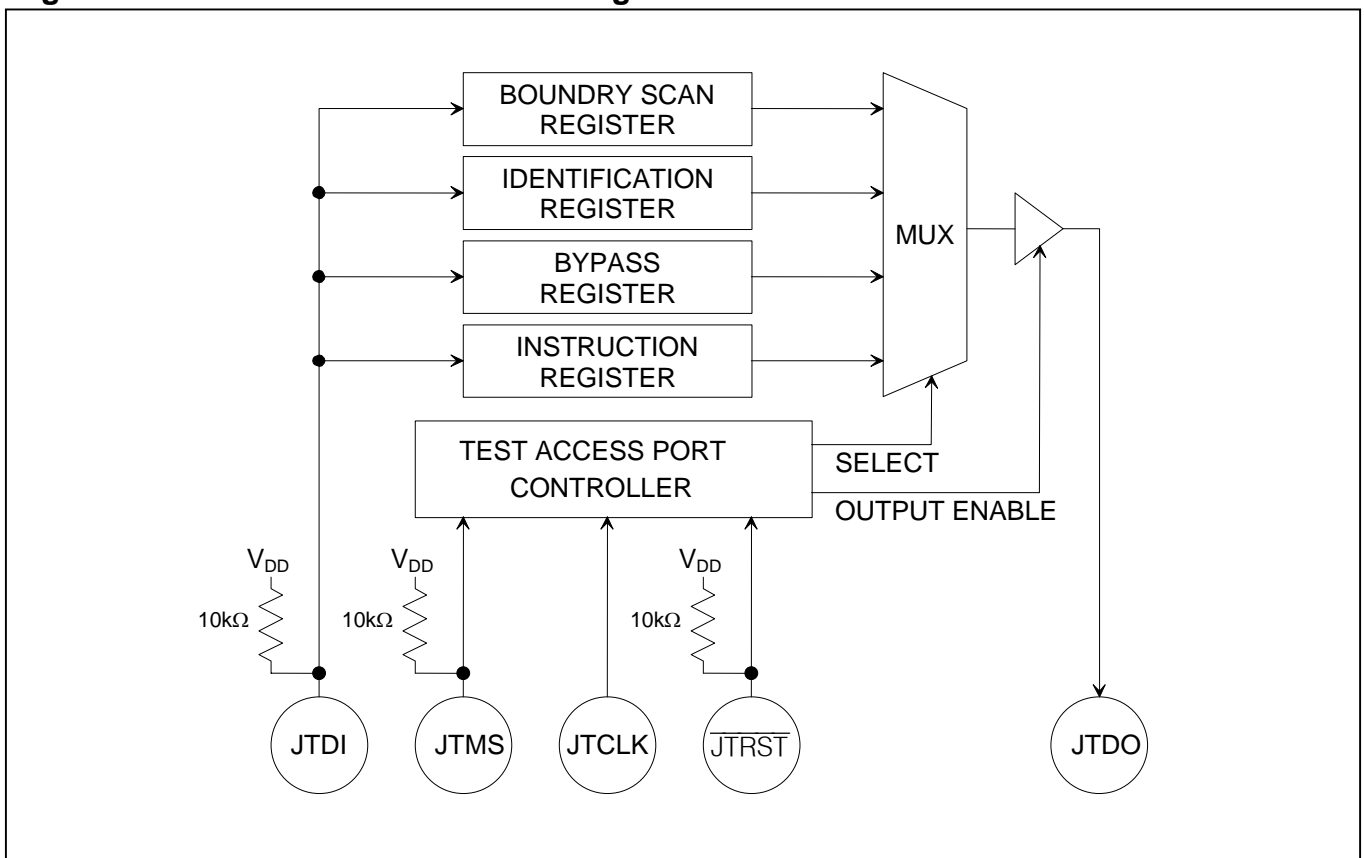 BOUNDRY SCAN
REGISTER
IDENTIFICATION
REGISTER
BYPASS
REGISTER
INSTRUCTION
REGISTER
MUX
TEST ACCESS PORT
CONTROLLER
SELECT
OUTPUT ENABLE
VDD
10kΩ
VDD
10kΩ
VDD
10kΩ
JTDI
JTMS
JTCLK
JTRST
JTDO